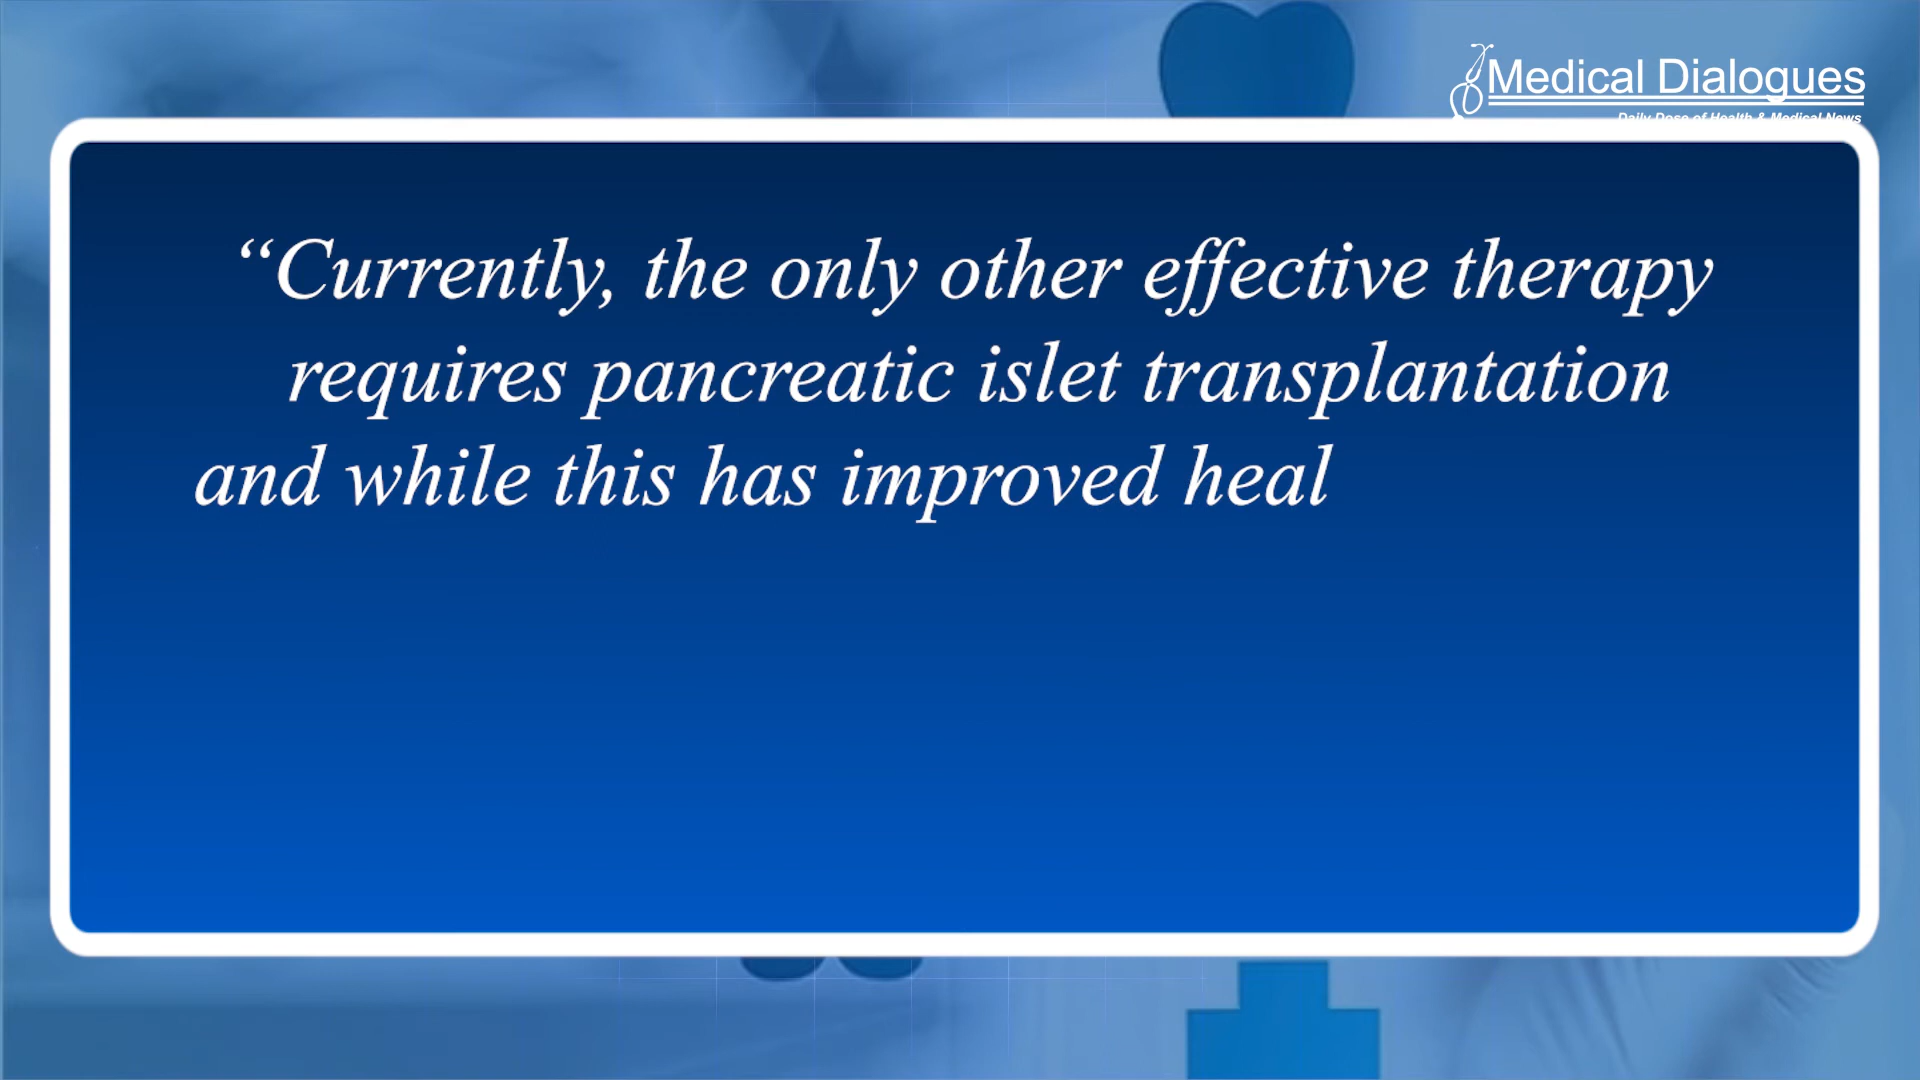 Medical Dialogues
Daily Dose of Health & Medical News
“Currently, the only other effective therapy
requires pancreatic islet transplantation
and while this has improved heal